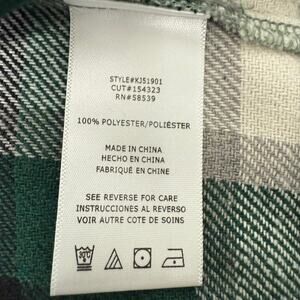 STYLE#KJ51901
CUT#154323
RN#58539
100% POLYESTER/POLIÉSTER
MADE IN CHINA
HECHO EN CHINA
FABRIQUÉ EN CHINE
SEE REVERSE FOR CARE
INSTRUCCIONES AL REVERSO
VOIR AUTRE COTE DE SOINS
30°C